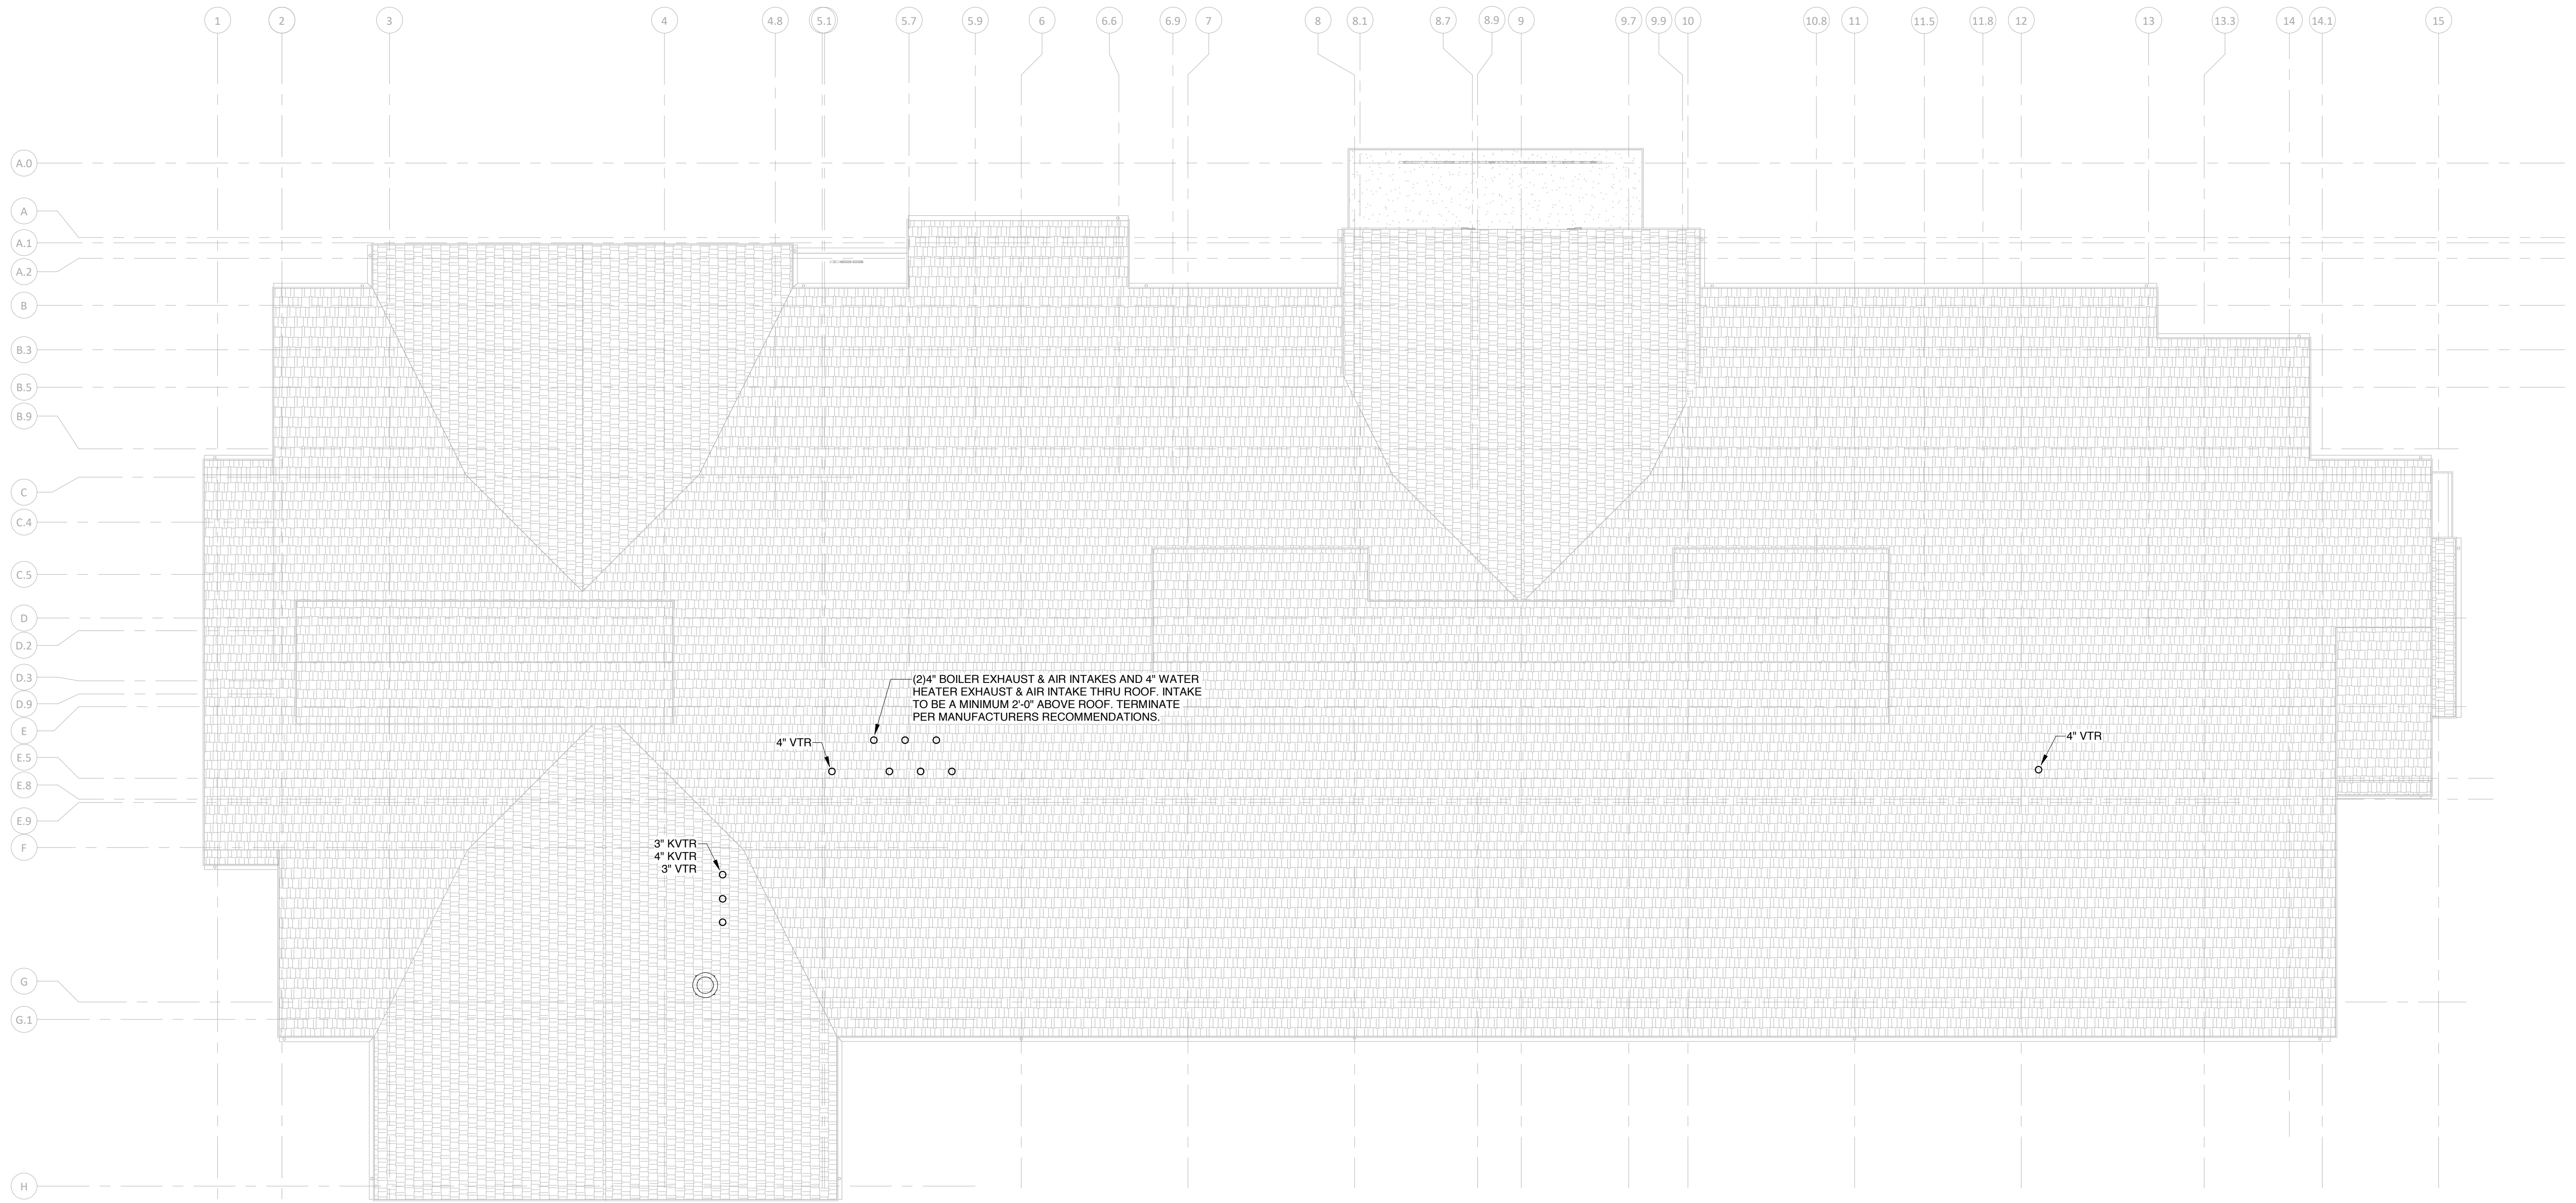 1 2 3 4 4.8 5.1 5.7 5.9 6 6.6 6.9 7 8 8.1 8.7 8.9 9 9.7 9.9 10 10.8 11 11.5 11.8 12 13 13.3 14 14.1 15
A.0
A
A.1
A.2
B
B.3
B.5
B.9
C
C.4
C.5
D
D.2
D.3
D.9
E
E.5
E.8
E.9
F
G
G.1
H
(2)4" BOILER EXHAUST & AIR INTAKES AND 4" WATER
HEATER EXHAUST & AIR INTAKE THRU ROOF. INTAKE
TO BE A MINIMUM 2'-0" ABOVE ROOF. TERMINATE
PER MANUFACTURERS RECOMMENDATIONS.
4" VTR
4" VTR
3" KVTR
4" KVTR
3" VTR